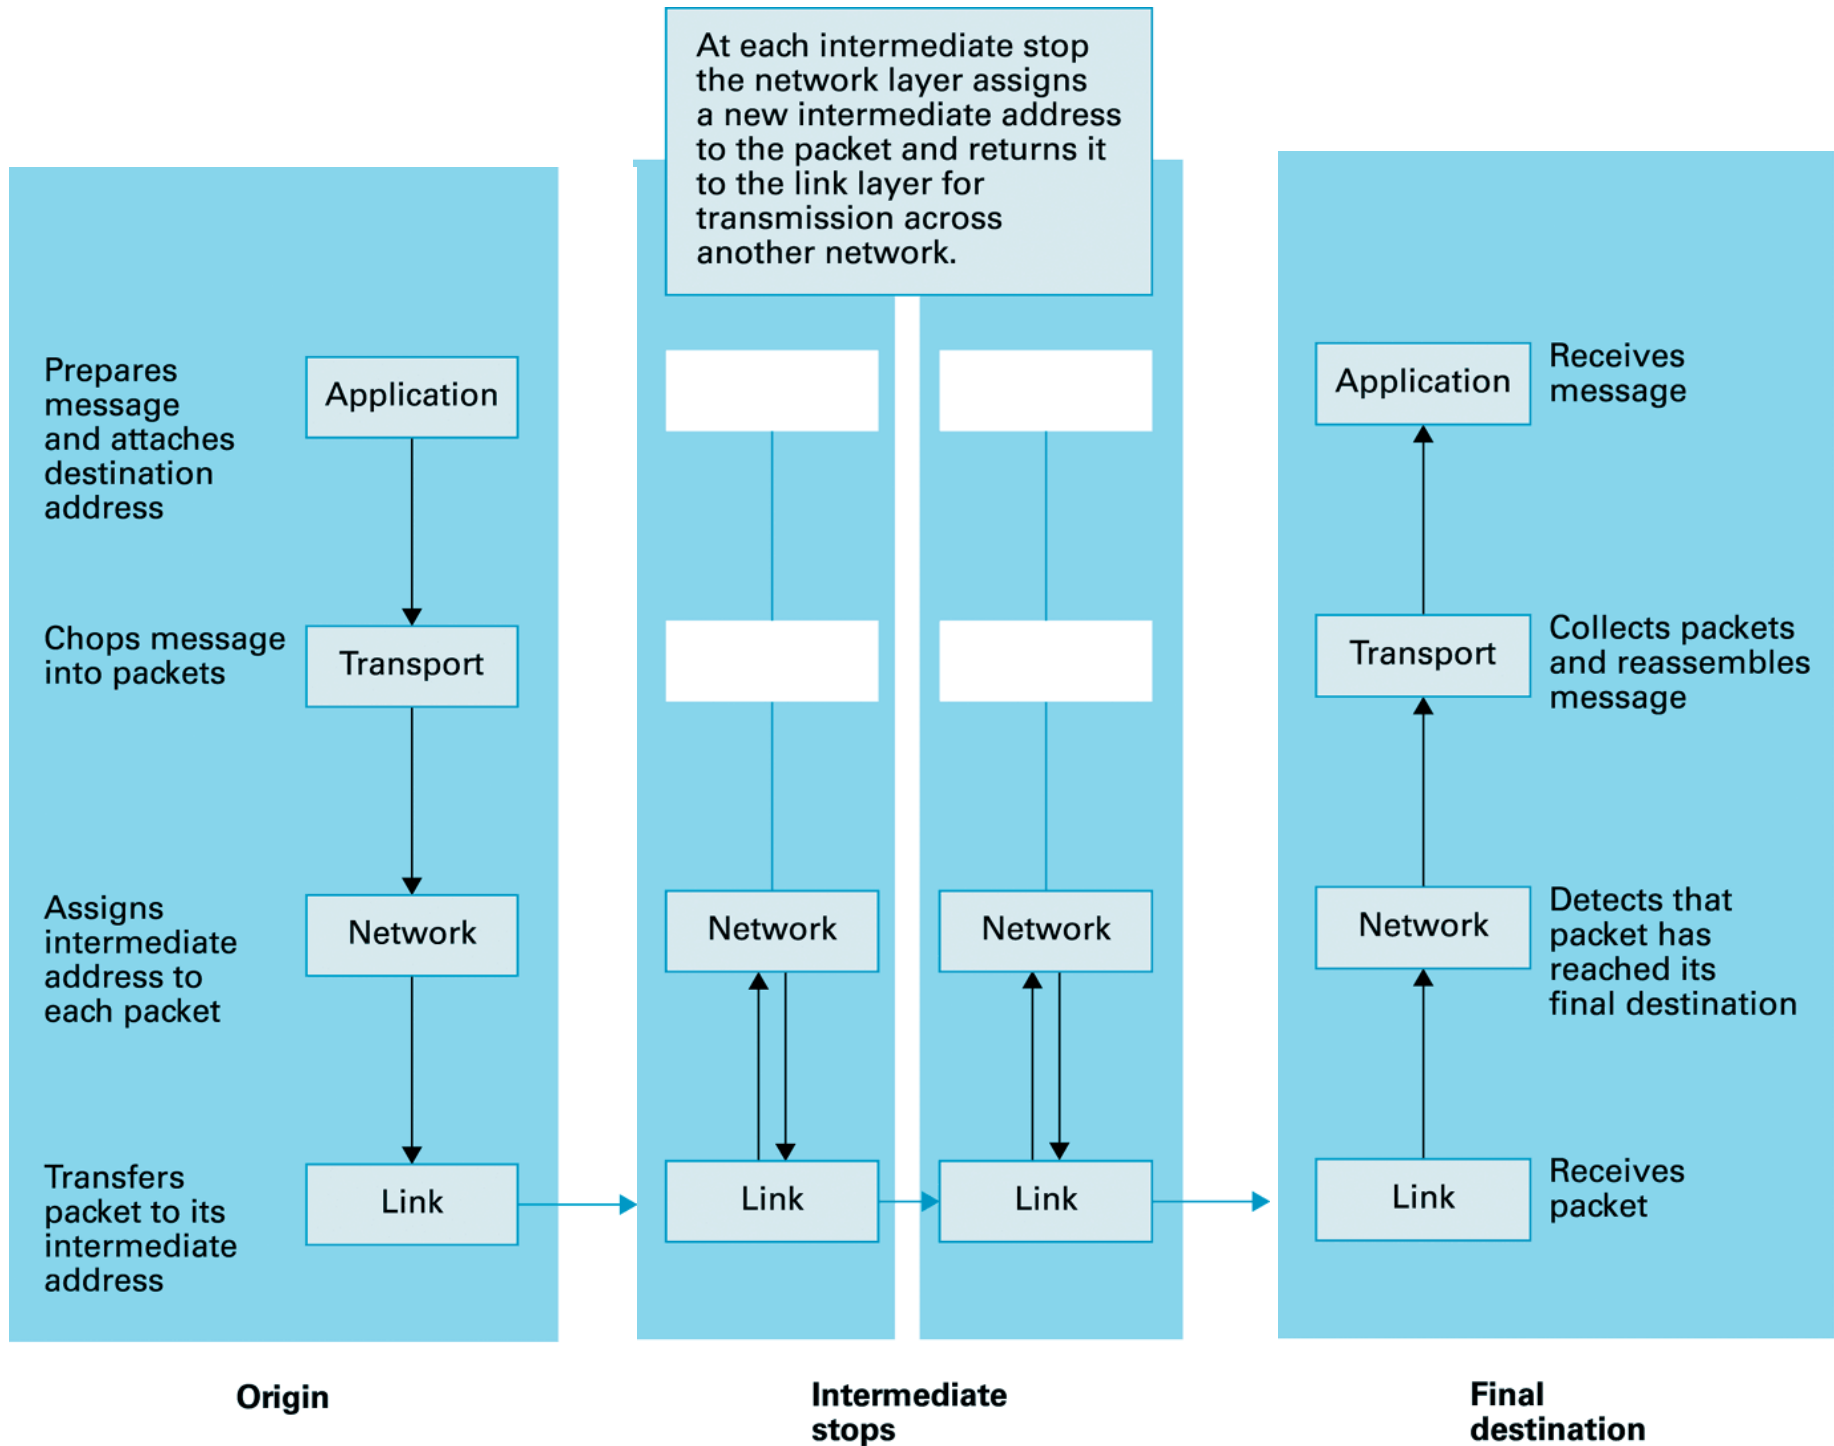 At each intermediate stop
the network layer assigns
a new intermediate address
to the packet and returns it
to the link layer for
transmission across
another network.
Prepares
message
and attaches
destination
address
Application
Chops message
into packets
Transport
Assigns
intermediate
address to
each packet
Network
Transfers
packet to its
intermediate
address
Link
Network
Link
Network
Link
Application
Receives
message
Transport
Collects packets
and reassembles
message
Network
Detects that
packet has
reached its
final destination
Link
Receives
packet
Origin
Intermediate
stops
Final
destination